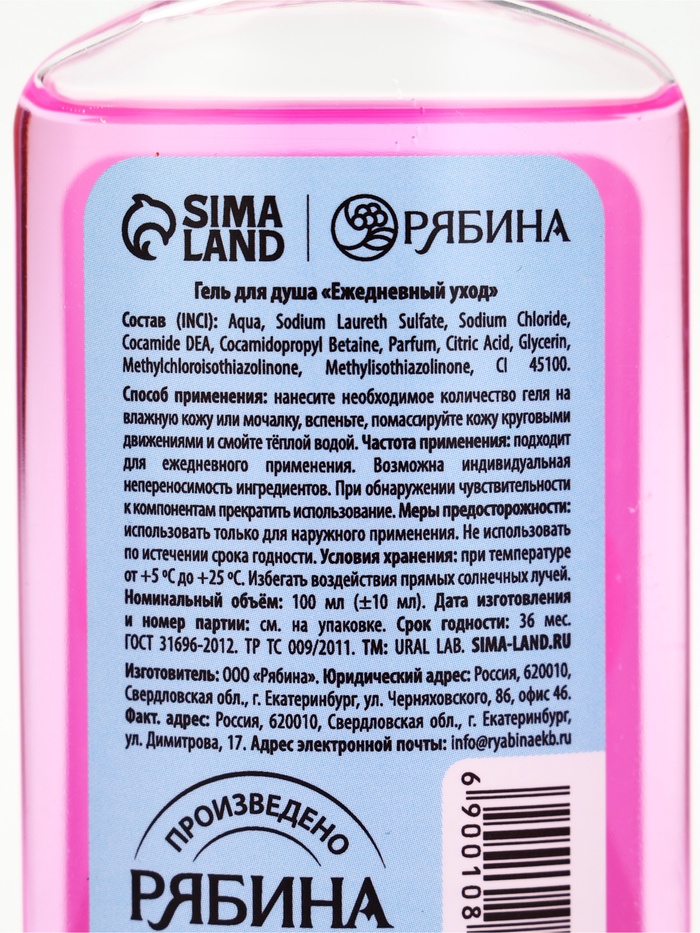 SIMA LAND
РЯБИНА
Гель для душа «Ежедневный уход»
Состав (INCI): Aqua, Sodium Laureth Sulfate, Sodium Chloride,
Cocamide DEA, Cocamidopropyl Betaine, Parfum, Citric Acid, Glycerin,
Methylchloroisothiazolinone, Methylisothiazolinone, CI 45100.
Способ применения: нанесите необходимое количество геля на
влажную кожу или мочалку, вспеньте, помассируйте кожу круговыми
движениями и смойте тёплой водой. Частота применения: подходит
для ежедневного применения. Возможна индивидуальная
непереносимость ингредиентов. При обнаружении чувствительности
к компонентам прекратить использование. Меры предосторожности:
использовать только для наружного применения. Не использовать
по истечении срока годности. Условия хранения: при температуре
от +5 ºC до +25 ºC. Избегать воздействия прямых солнечных лучей.
Номинальный объём: 100 мл (±10 мл). Дата изготовления
и номер партии: см. на упаковке. Срок годности: 36 мес.
ГОСТ 31696-2012. ТР ТС 009/2011. ТМ: URAL LAB. SIMA-LAND.RU
Изготовитель: ООО «Рябина». Юридический адрес: Россия, 620010,
Свердловская обл., г. Екатеринбург, ул. Черняховского, 86, офис 46.
Факт. адрес: Россия, 620010, Свердловская обл., г. Екатеринбург,
ул. Димитрова, 17. Адрес электронной почты: info@ryabinaekb.ru
ПРОИЗВЕДЕНО
РЯБИНА
6 900108